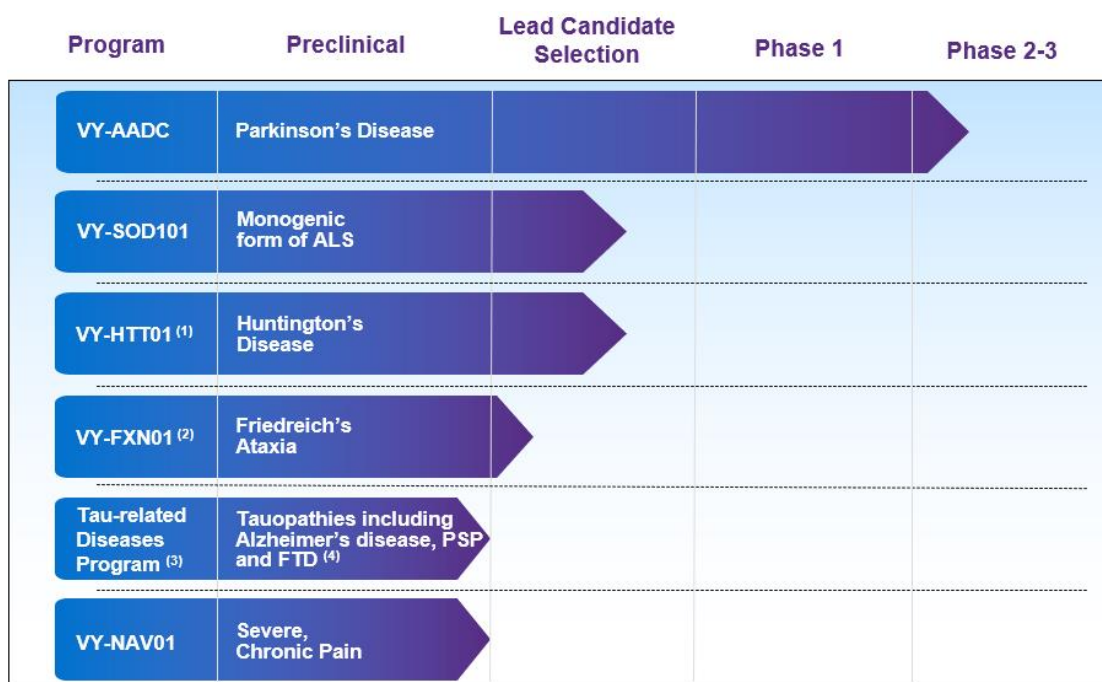 Program
Preclinical
Lead Candidate
Selection
Phase 1
Phase 2-3
VY-AADC
Parkinson’s Disease
VY-SOD101
Monogenic
form of ALS
VY-HTT01 (1)
Huntington’s
Disease
VY-FXN01 (2)
Friedreich’s
Ataxia
Tau-related
Diseases
Program (3)
Tauopathies including
Alzheimer’s disease, PSP
and FTD (4)
VY-NAV01
Severe,
Chronic Pain